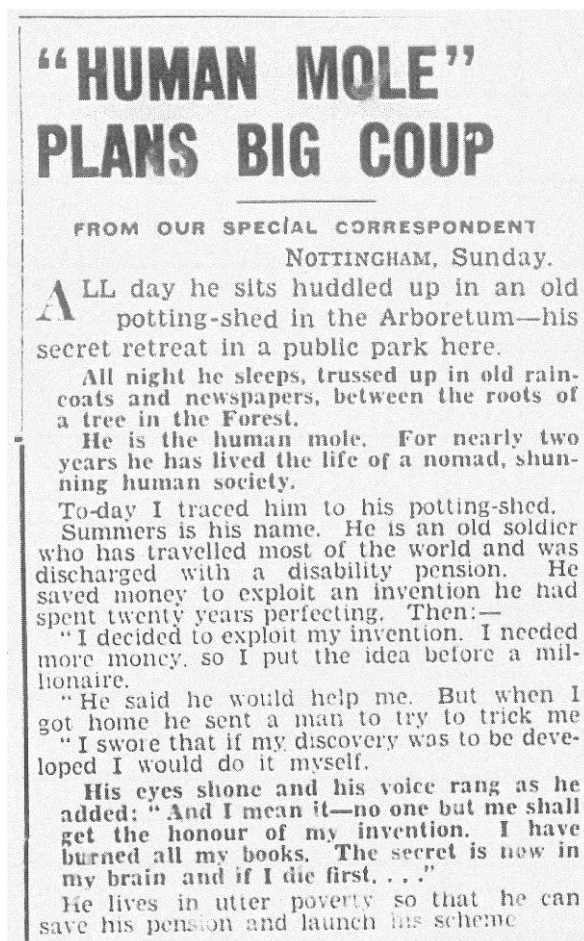 “HUMAN MOLE”
PLANS BIG COUP
FROM OUR SPECIAL CORRESPONDENT
NOTTINGHAM, Sunday.
ALL day he sits huddled up in an old
potting-shed in the Arboretum—his
secret retreat in a public park here.
All night he sleeps, trussed up in old rain-
coats and newspapers, between the roots of
a tree in the Forest.
He is the human mole. For nearly two
years he has lived the life of a nomad, shun-
ning human society.
To-day I traced him to his potting-shed.
Summers is his name. He is an old soldier
who has travelled most of the world and was
discharged with a disability pension. He
saved money to exploit an invention he had
spent twenty years perfecting. Then:—
“I decided to exploit my invention. I needed
more money, so I put the idea before a mil-
lionaire.
“He said he would help me. But when I
got home he sent a man to try to trick me
“I swore that if my discovery was to be deve-
loped I would do it myself.
His eyes shone and his voice rang as he
added: “And I mean it—no one but me shall
get the honour of my invention. I have
burned all my books. The secret is now in
my brain and if I die first. . . .”
He lives in utter poverty so that he can
save his pension and launch his scheme